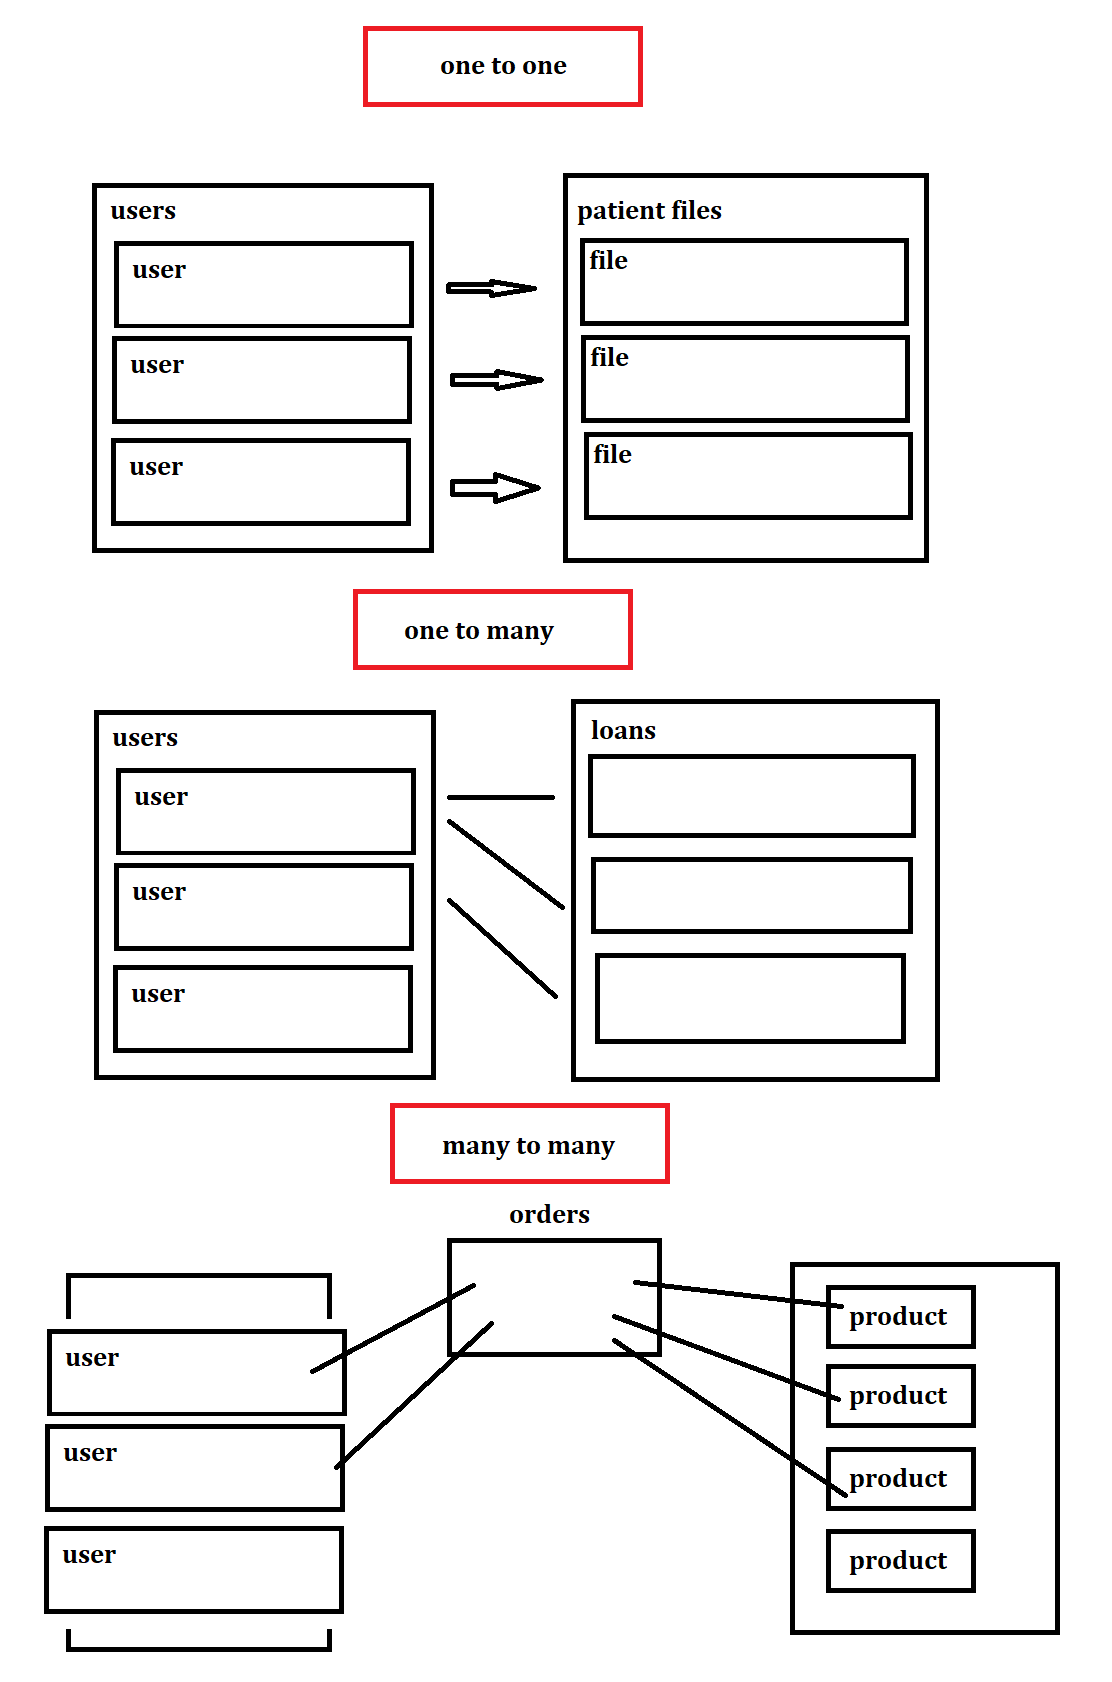 one to one
users
patient files
user
file
user
file
user
file
one to many
users
loans
user
user
user
many to many
orders
user
product
user
product
product
user
product